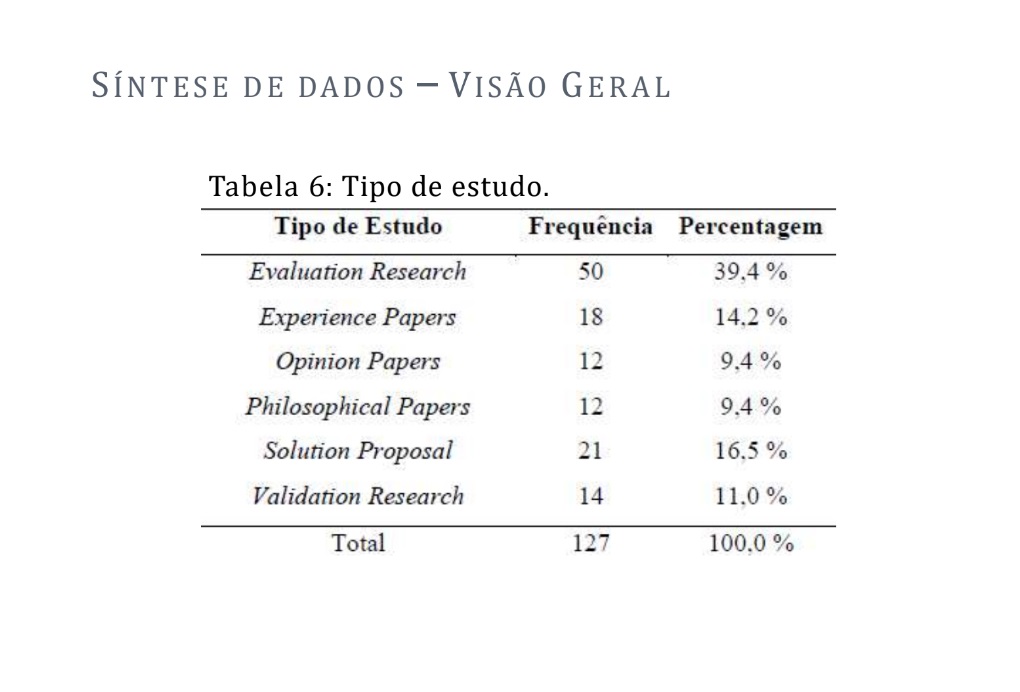 SÍNTESE DE DADOS – VISÃO GERAL
Tabela 6: Tipo de estudo.
Tipo de Estudo Frequência Percentagem
Evaluation Research 50 39,4 %
Experience Papers 18 14,2 %
Opinion Papers 12 9,4 %
Philosophical Papers 12 9,4 %
Solution Proposal 21 16,5 %
Validation Research 14 11,0 %
Total 127 100,0 %